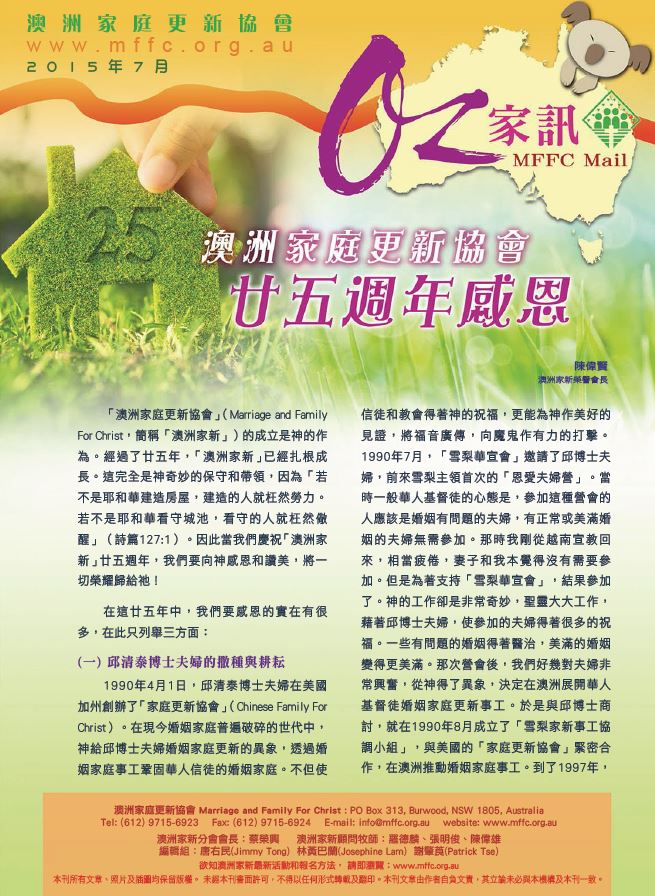 澳洲家庭更新協會
www.mffc.org.au
2015年7月
OZ
家訊
MFFC Mail
25
澳洲家庭更新協會
廿五週年感恩
陳偉賢
澳洲家新榮譽會長
「澳洲家庭更新協會」（Marriage and Family
For Christ，簡稱「澳洲家新」）的成立是神的作
為。經過了廿五年，「澳洲家新」已經扎根成
長。這完全是神奇妙的保守和帶領，因為「若
不是耶和華建造房屋，建造的人就枉然勞力。
若不是耶和華看守城池，看守的人就枉然儆
醒」（詩篇127:1）。因此當我們慶祝「澳洲家
新」廿五週年，我們要向神感恩和讚美，將一
切榮耀歸給祂！
在這廿五年中，我們要感恩的實在有很
多，在此只列舉三方面：
(一) 邱清泰博士夫婦的撒種與耕耘
1990年4月1日，邱清泰博士夫婦在美國
加州創辦了「家庭更新協會」（Chinese Family For
Christ）。在現今婚姻家庭普遍破碎的世代中，
神給邱博士夫婦婚姻家庭更新的異象，透過婚
姻家庭事工鞏固華人信徒的婚姻家庭。不但使
信徒和教會得著神的祝福，更能為神作美好的
見證，將福音廣傳，向魔鬼作有力的打擊。
1990年7月，「雪梨華宣會」邀請了邱博士夫
婦，前來雪梨主領首次的「恩愛夫婦營」。當
時一般華人基督徒的心態是，參加這種營會的
人應該是婚姻有問題的夫婦，有正常或美滿婚
姻的夫婦無需參加。那時我剛從越南宣教回
來，相當疲倦，妻子和我本覺得沒有需要參
加。但是為著支持「雪梨華宣會」，結果參加
了。神的工作卻是非常奇妙，聖靈大大工作，
藉著邱博士夫婦，使參加的夫婦得著很多的祝
福。一些有問題的婚姻得著醫治，美滿的婚姻
變得更美滿。那次營會後，我們好幾對夫婦非
常興奮，從神得了異象，決定在澳洲展開華人
基督徒婚姻家庭更新事工。於是與邱博士商
討，就在1990年8月成立了「雪梨家新事工協
調小組」，與美國的「家庭更新協會」緊密合
作，在澳洲推動婚姻家庭事工。到了1997年，
澳洲家庭更新協會 Marriage and Family For Christ : PO Box 313, Burwood, NSW 1805, Australia
Tel: (612) 9715-6923 Fax: (612) 9715-6924 E-mail: info@mffc.org.au website: www.mffc.org.au
澳洲家新分會會長：蔡榮興 澳洲家新顧問牧師：羅德麟、張明俊、陳偉雄
編輯組：唐右民(Jimmy Tong) 林黃巴蘭(Josephine Lam) 謝肇莨(Patrick Tse)
欲知澳洲家新最新活動和報名方法， 請即瀏覽：www.mffc.org.au
本刊所有文章、照片及插圖均保留版權。 未經本刊書面許可，不得以任何形式轉載及翻印。本刊文章由作者自負文責，其立論未必與本機構及本刊一致。